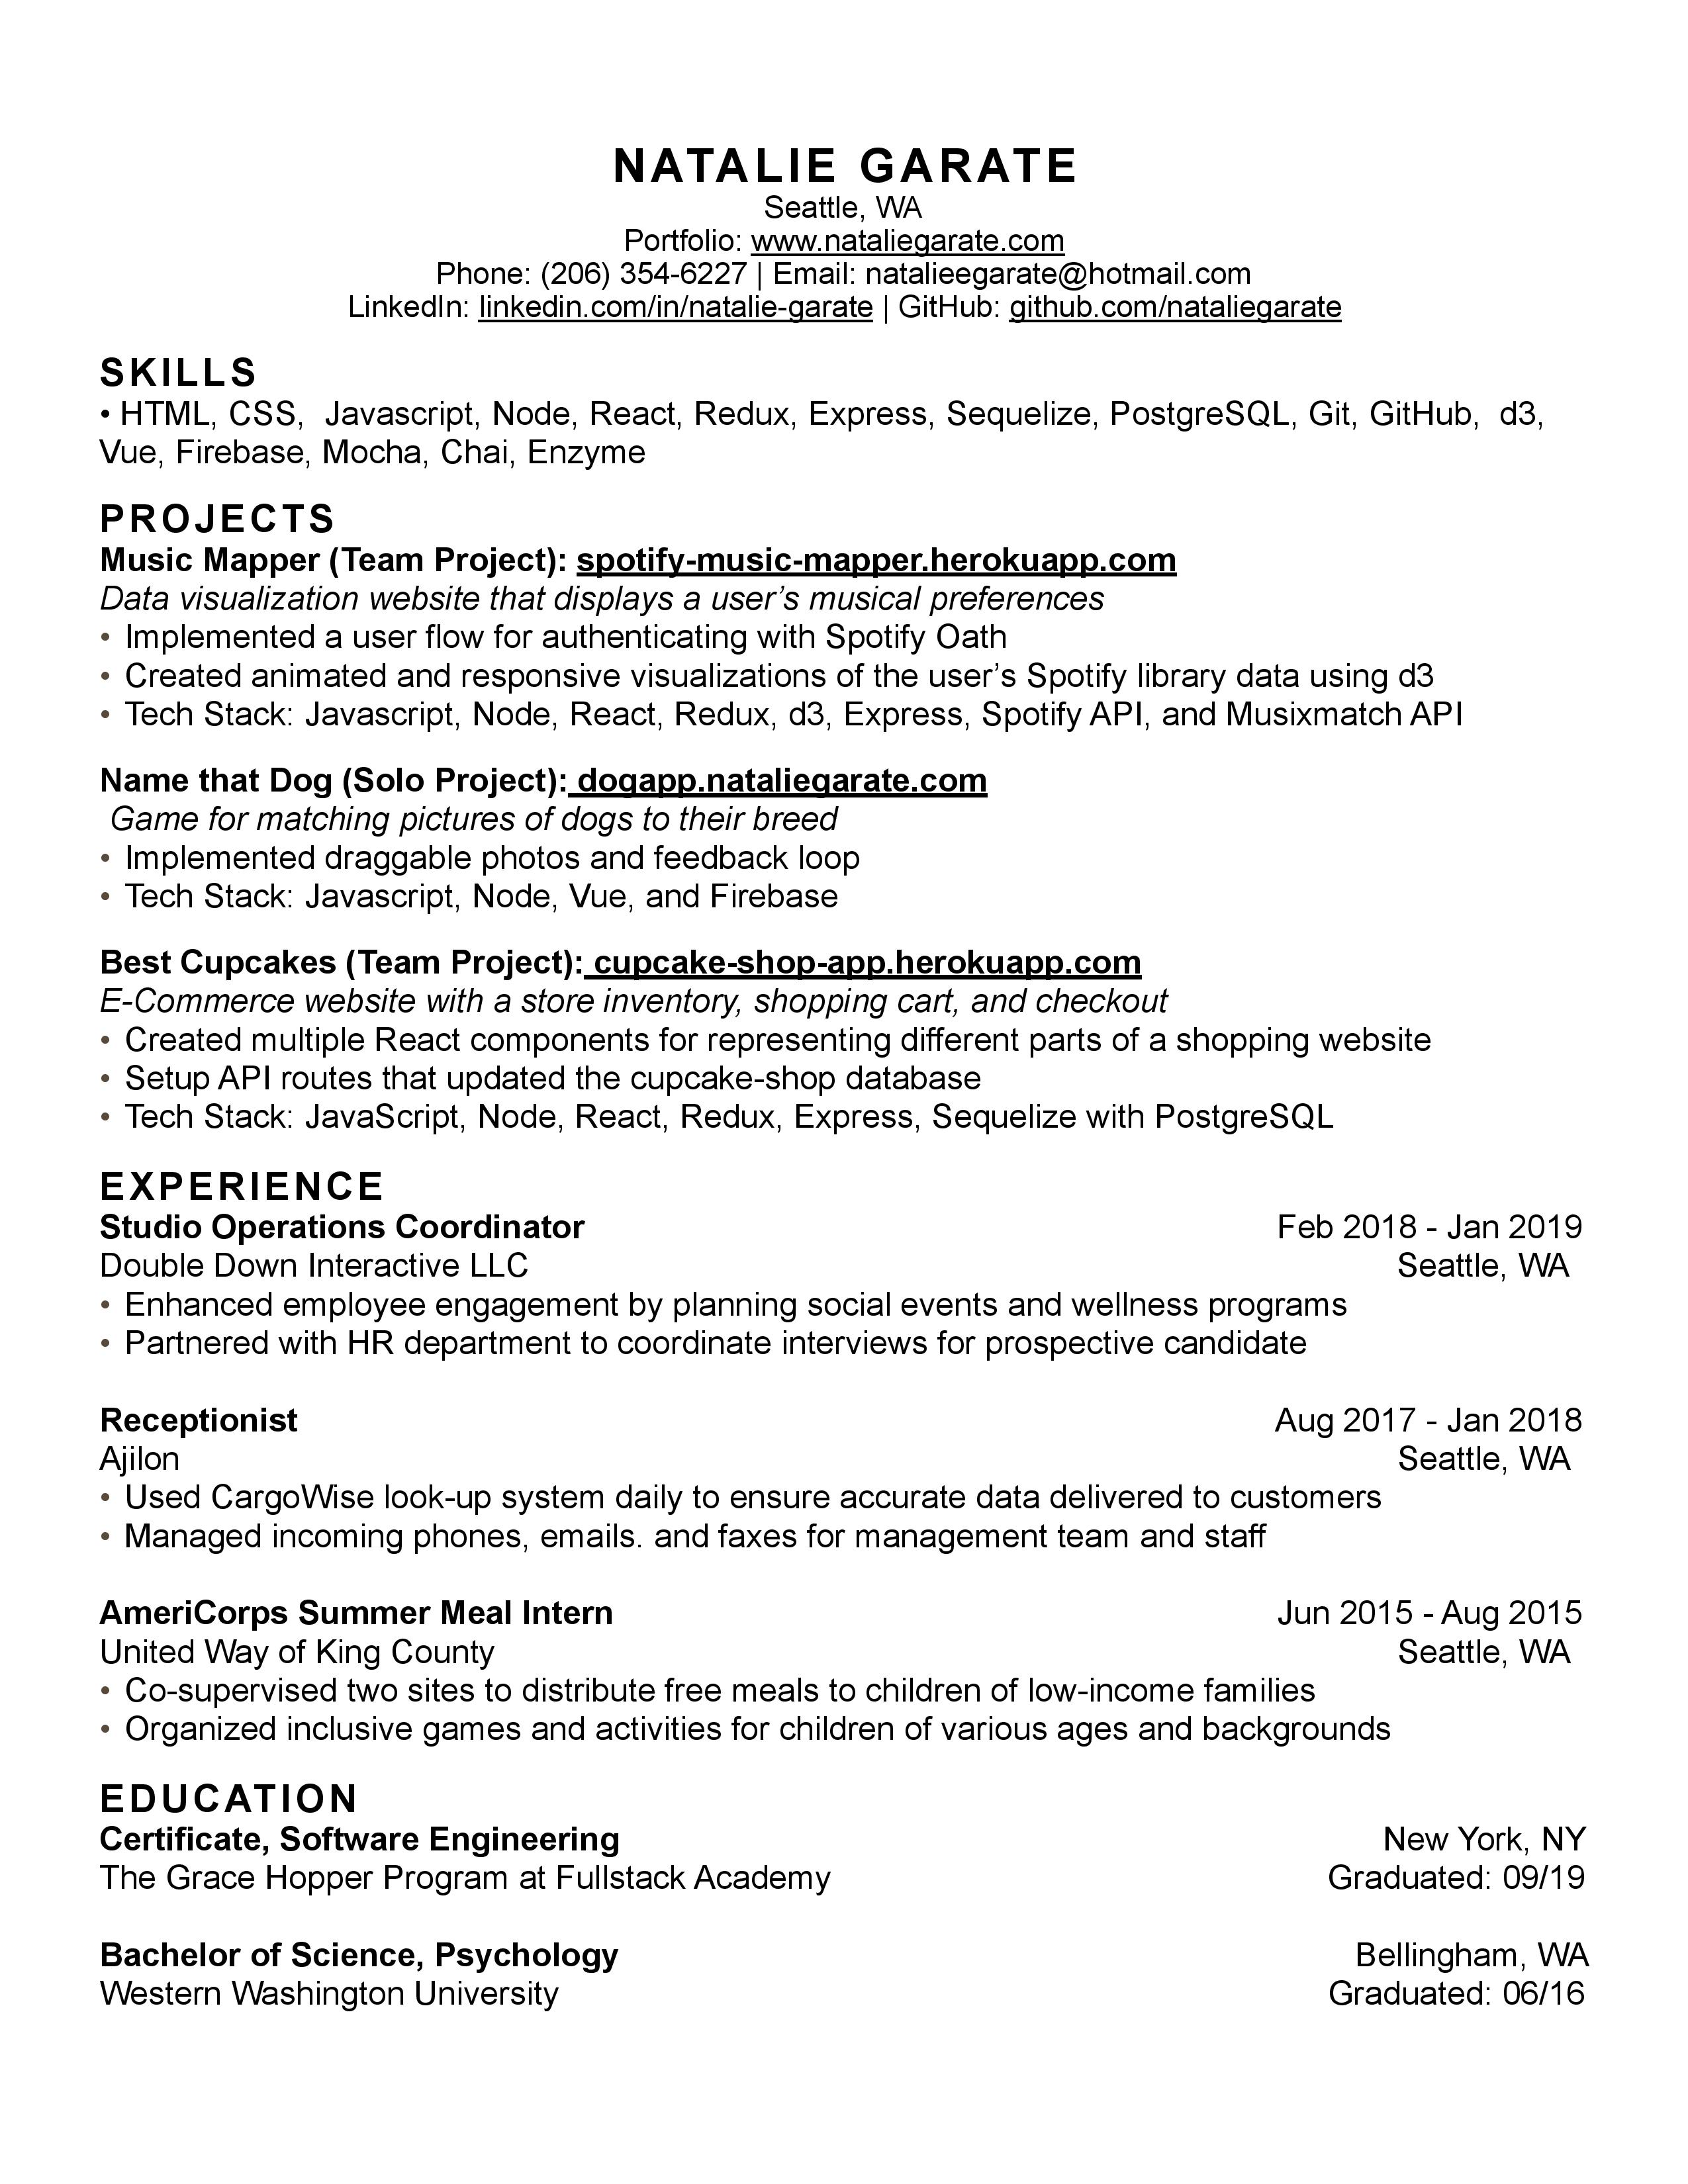 NATALIE GARATE
Seattle, WA
Portfolio: www.nataliegarate.com
Phone: (206) 354-6227 | Email: natalieegarate@hotmail.com
LinkedIn: linkedin.com/in/natalie-garate | GitHub: github.com/nataliegarate
SKILLS
• HTML, CSS,  Javascript, Node, React, Redux, Express, Sequelize, PostgreSQL, Git, GitHub,  d3,
Vue, Firebase, Mocha, Chai, Enzyme
PROJECTS
Music Mapper (Team Project): spotify-music-mapper.herokuapp.com
Data visualization website that displays a user’s musical preferences
• Implemented a user flow for authenticating with Spotify Oath
• Created animated and responsive visualizations of the user’s Spotify library data using d3
• Tech Stack: Javascript, Node, React, Redux, d3, Express, Spotify API, and Musixmatch API
Name that Dog (Solo Project): dogapp.nataliegarate.com
Game for matching pictures of dogs to their breed
• Implemented draggable photos and feedback loop
• Tech Stack: Javascript, Node, Vue, and Firebase
Best Cupcakes (Team Project): cupcake-shop-app.herokuapp.com
E-Commerce website with a store inventory, shopping cart, and checkout
• Created multiple React components for representing different parts of a shopping website
• Setup API routes that updated the cupcake-shop database
• Tech Stack: JavaScript, Node, React, Redux, Express, Sequelize with PostgreSQL
EXPERIENCE
Studio Operations Coordinator Feb 2018 - Jan 2019
Double Down Interactive LLC Seattle, WA
• Enhanced employee engagement by planning social events and wellness programs
• Partnered with HR department to coordinate interviews for prospective candidate
Receptionist Aug 2017 - Jan 2018
Ajilon Seattle, WA
• Used CargoWise look-up system daily to ensure accurate data delivered to customers
• Managed incoming phones, emails. and faxes for management team and staff
AmeriCorps Summer Meal Intern Jun 2015 - Aug 2015
United Way of King County Seattle, WA
• Co-supervised two sites to distribute free meals to children of low-income families
• Organized inclusive games and activities for children of various ages and backgrounds
EDUCATION
Certificate, Software Engineering New York, NY
The Grace Hopper Program at Fullstack Academy Graduated: 09/19
Bachelor of Science, Psychology Bellingham, WA
Western Washington University Graduated: 06/16